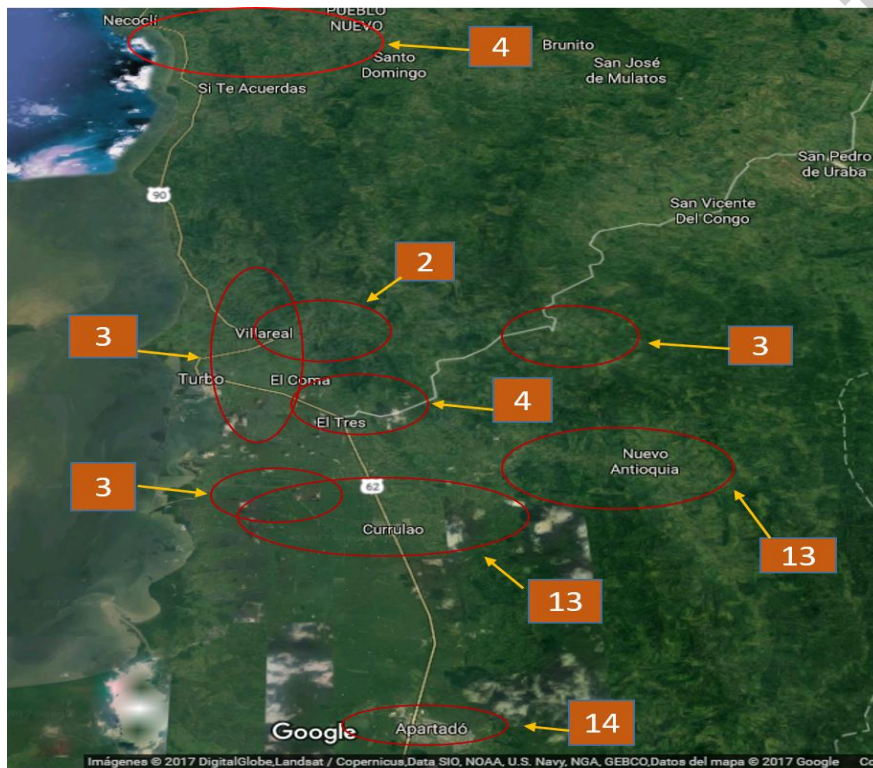 Necoclí
PUEBLO
NUEVO
4
Brunito
Santo
Domingo
San José
de Mulatos
Si Te Acuerdas
San Pedro
de Uraba
90
San Vicente
Del Congo
2
3
Villareal
3
Turbo
El Coma
4
El Tres
Nuevo
Antioquia
3
62
Currulao
13
13
14
Google
Apartadó
Imágenes © 2017 DigitalGlobe,Landsat / Copernicus,Data SIO, NOAA, U.S. Navy, NGA, GEBCO,Datos del mapa © 2017 Google